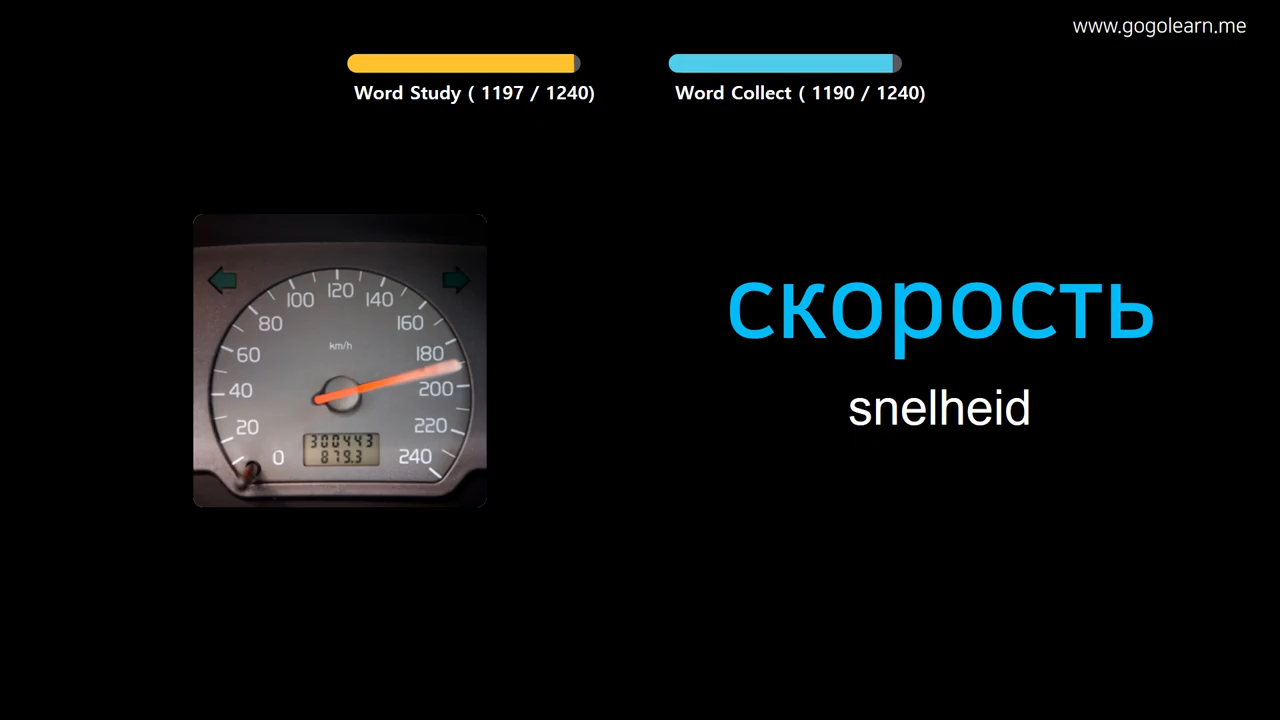 www.gogolearn.me
Word Study ( 1197 / 1240)
Word Collect ( 1190 / 1240)
скорость
snelheid
0
20
40
60
80
100
120
140
160
180
200
220
240
km/h
300443
879.3